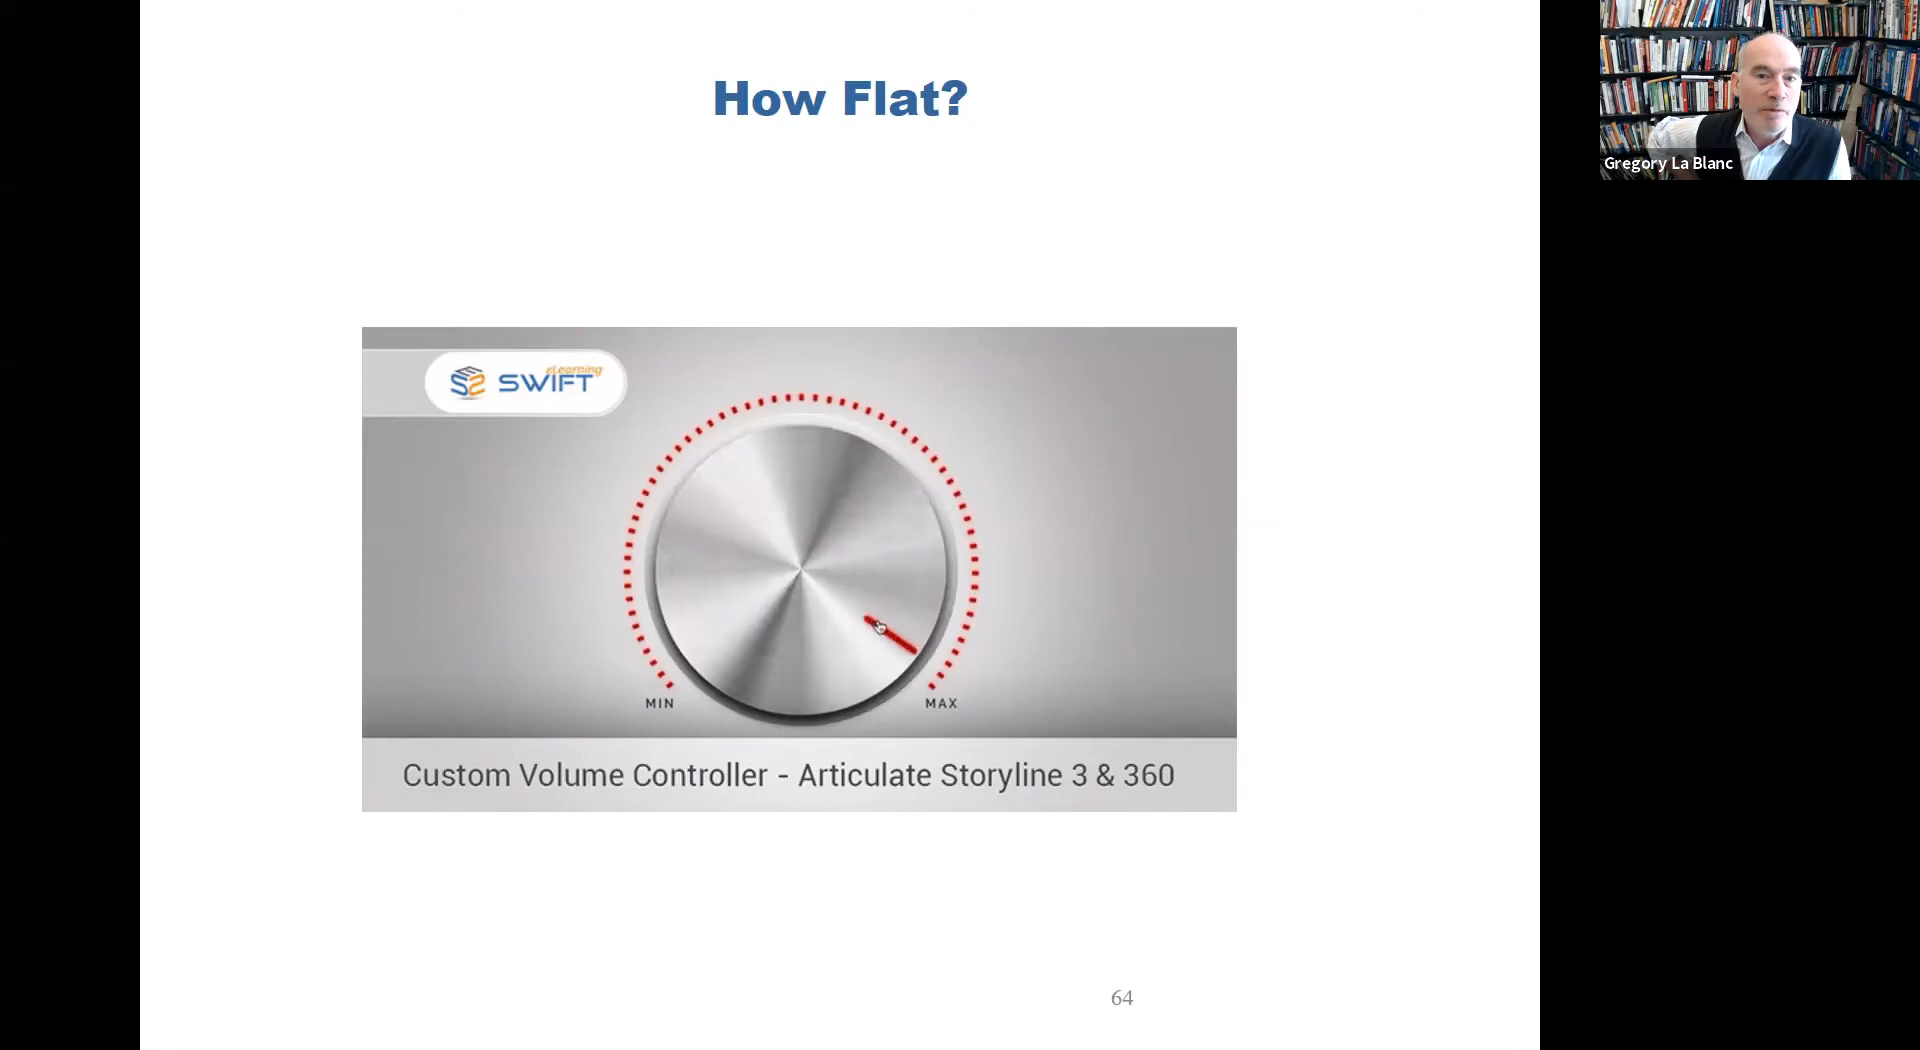 How Flat?
Gregory La Blanc
eLearning
SWIFT
MIN
MAX
Custom Volume Controller - Articulate Storyline 3 & 360
64